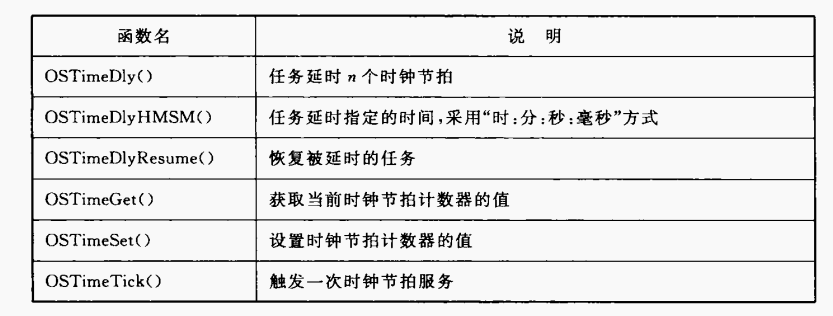 函数名 说 明
OSTimeDly() 任务延时 n 个时钟节拍
OSTimeDlyHMSM() 任务延时指定的时间,采用“时:分:秒:毫秒”方式
OSTimeDlyResume() 恢复被延时的任务
OSTimeGet() 获取当前时钟节拍计数器的值
OSTimeSet() 设置时钟节拍计数器的值
OSTimeTick() 触发一次时钟节拍服务